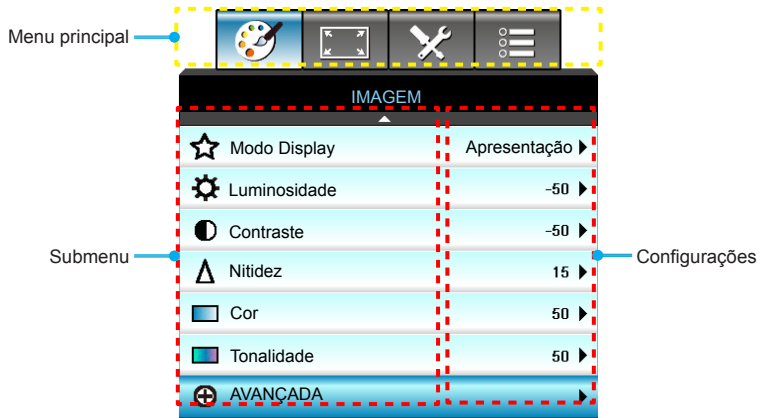 Menu principal
IMAGEM
Modo Display Apresentação
Luminosidade -50
Contraste -50
Submenu
Configurações
Nitidez 15
Cor 50
Tonalidade 50
AVANÇADA